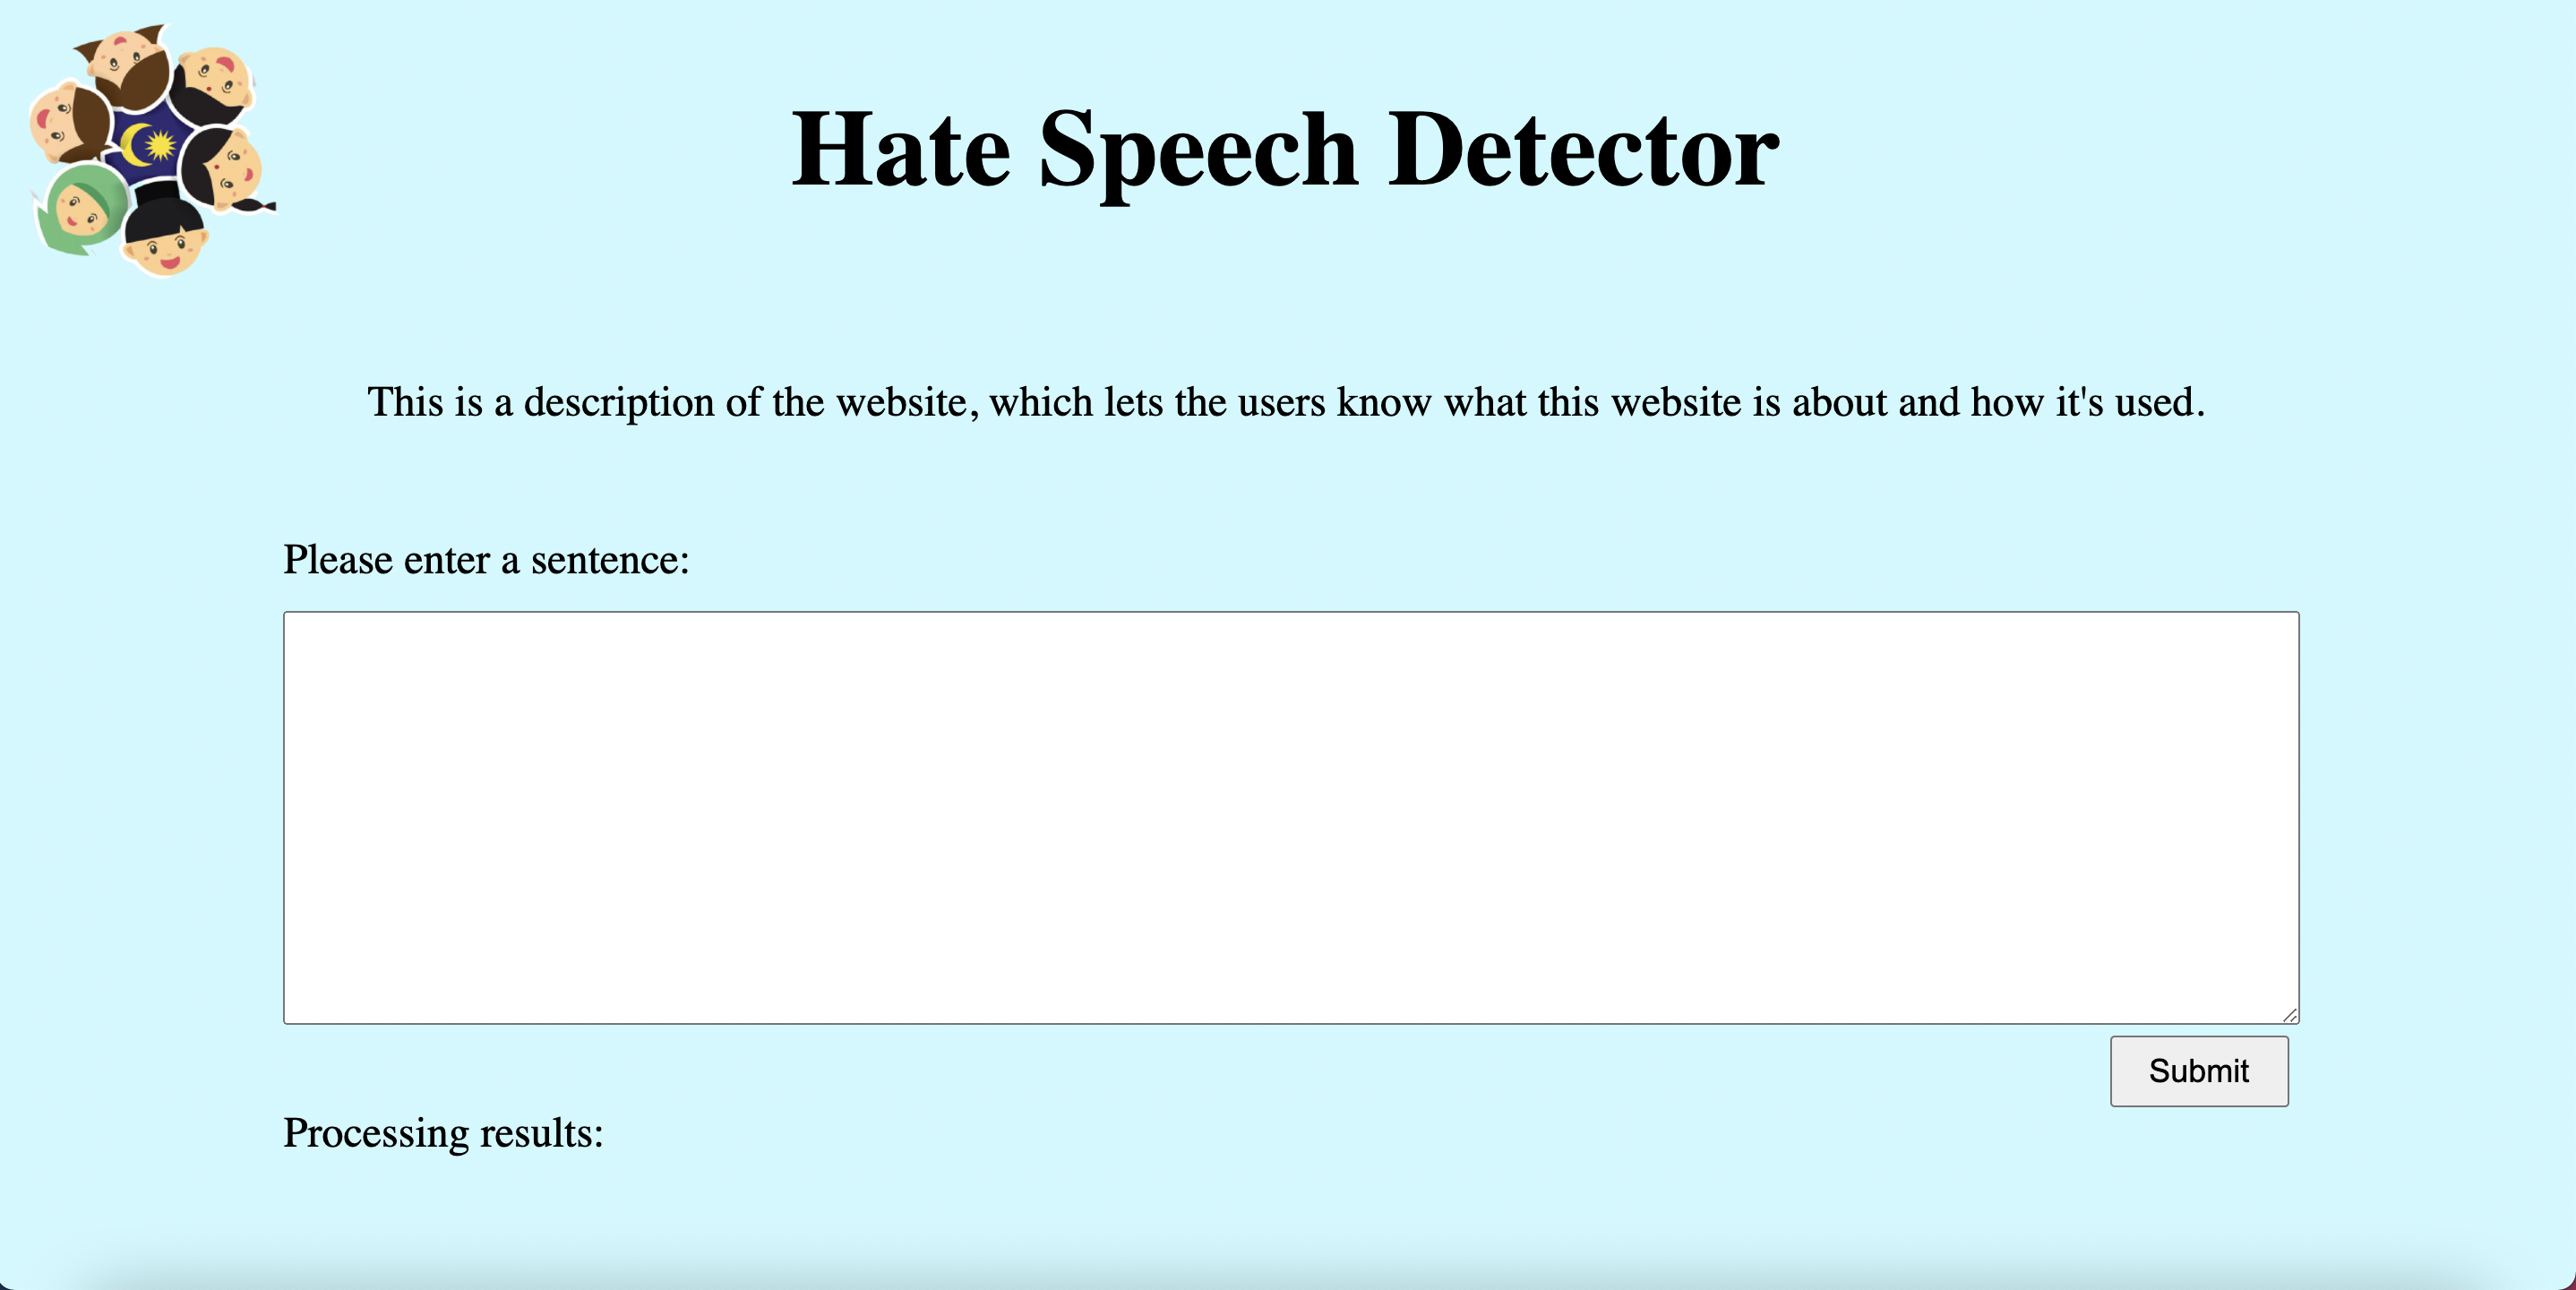 Hate Speech Detector
This is a description of the website, which lets the users know what this website is about and how it's used.
Please enter a sentence:
Submit
Processing results: